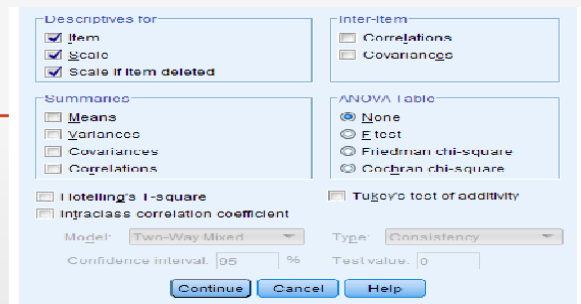 Descriptives for
Item
Scale
Scale if item deleted
Inter-Item
Correlations
Covariances
Summaries
Means
Variances
Covariances
Correlations
ANOVA Table
None
F test
Friedman chi-square
Cochran chi-square
Hotelling's T-square
Tukey's test of additivity
Intraclass correlation coefficient
Model: Two-Way Mixed Type: Consistency
Confidence interval: 95 % Test value: 0
Continue Cancel Help